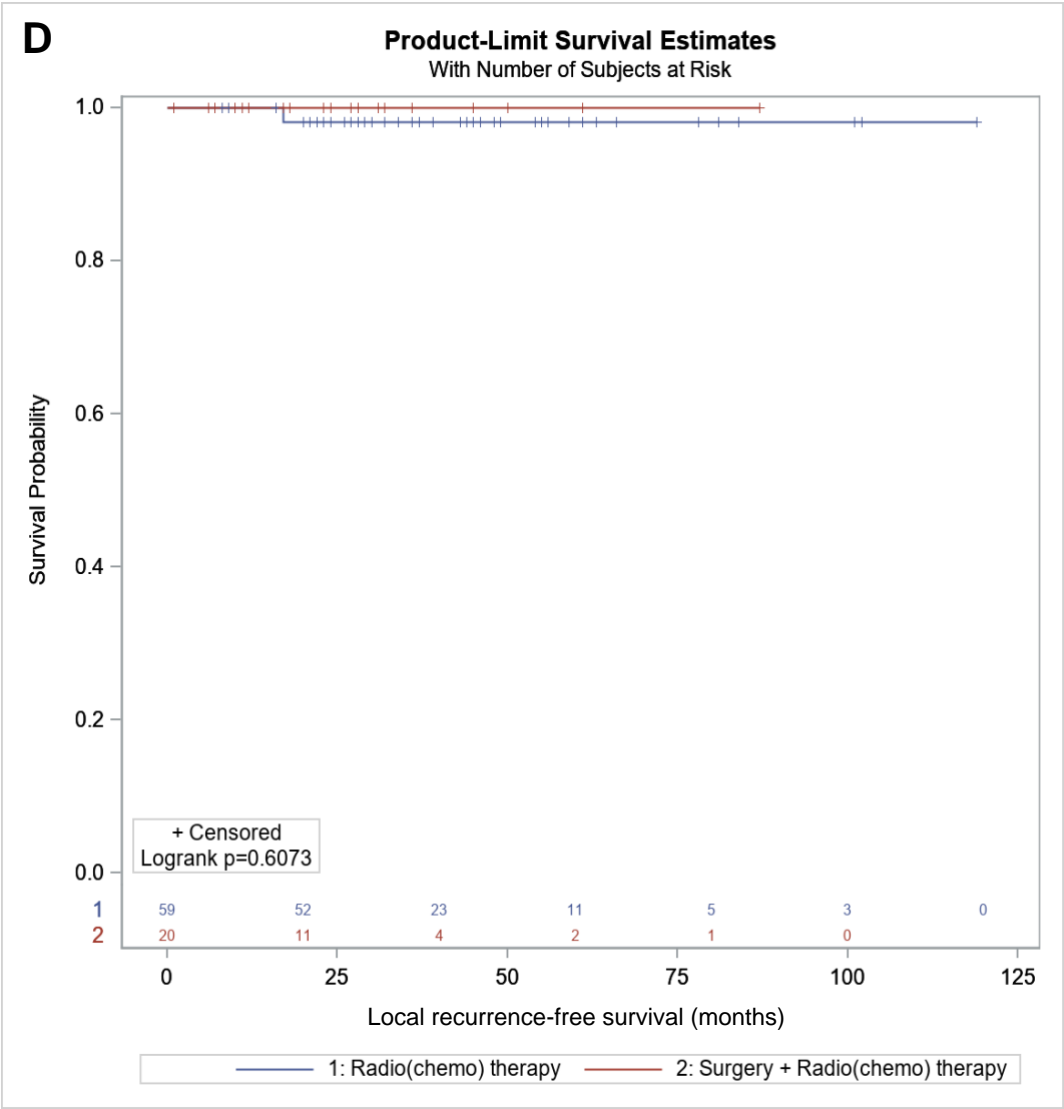 D
Product-Limit Survival Estimates
With Number of Subjects at Risk
1.0
0.8
0.6
0.4
0.2
0.0
Survival Probability
+ Censored
Logrank p=0.6073
1 59 52 23 11 5 3 0
2 20 11 4 2 1 0
0 25 50 75 100 125
Local recurrence-free survival (months)
1: Radio(chemo) therapy 2: Surgery + Radio(chemo) therapy